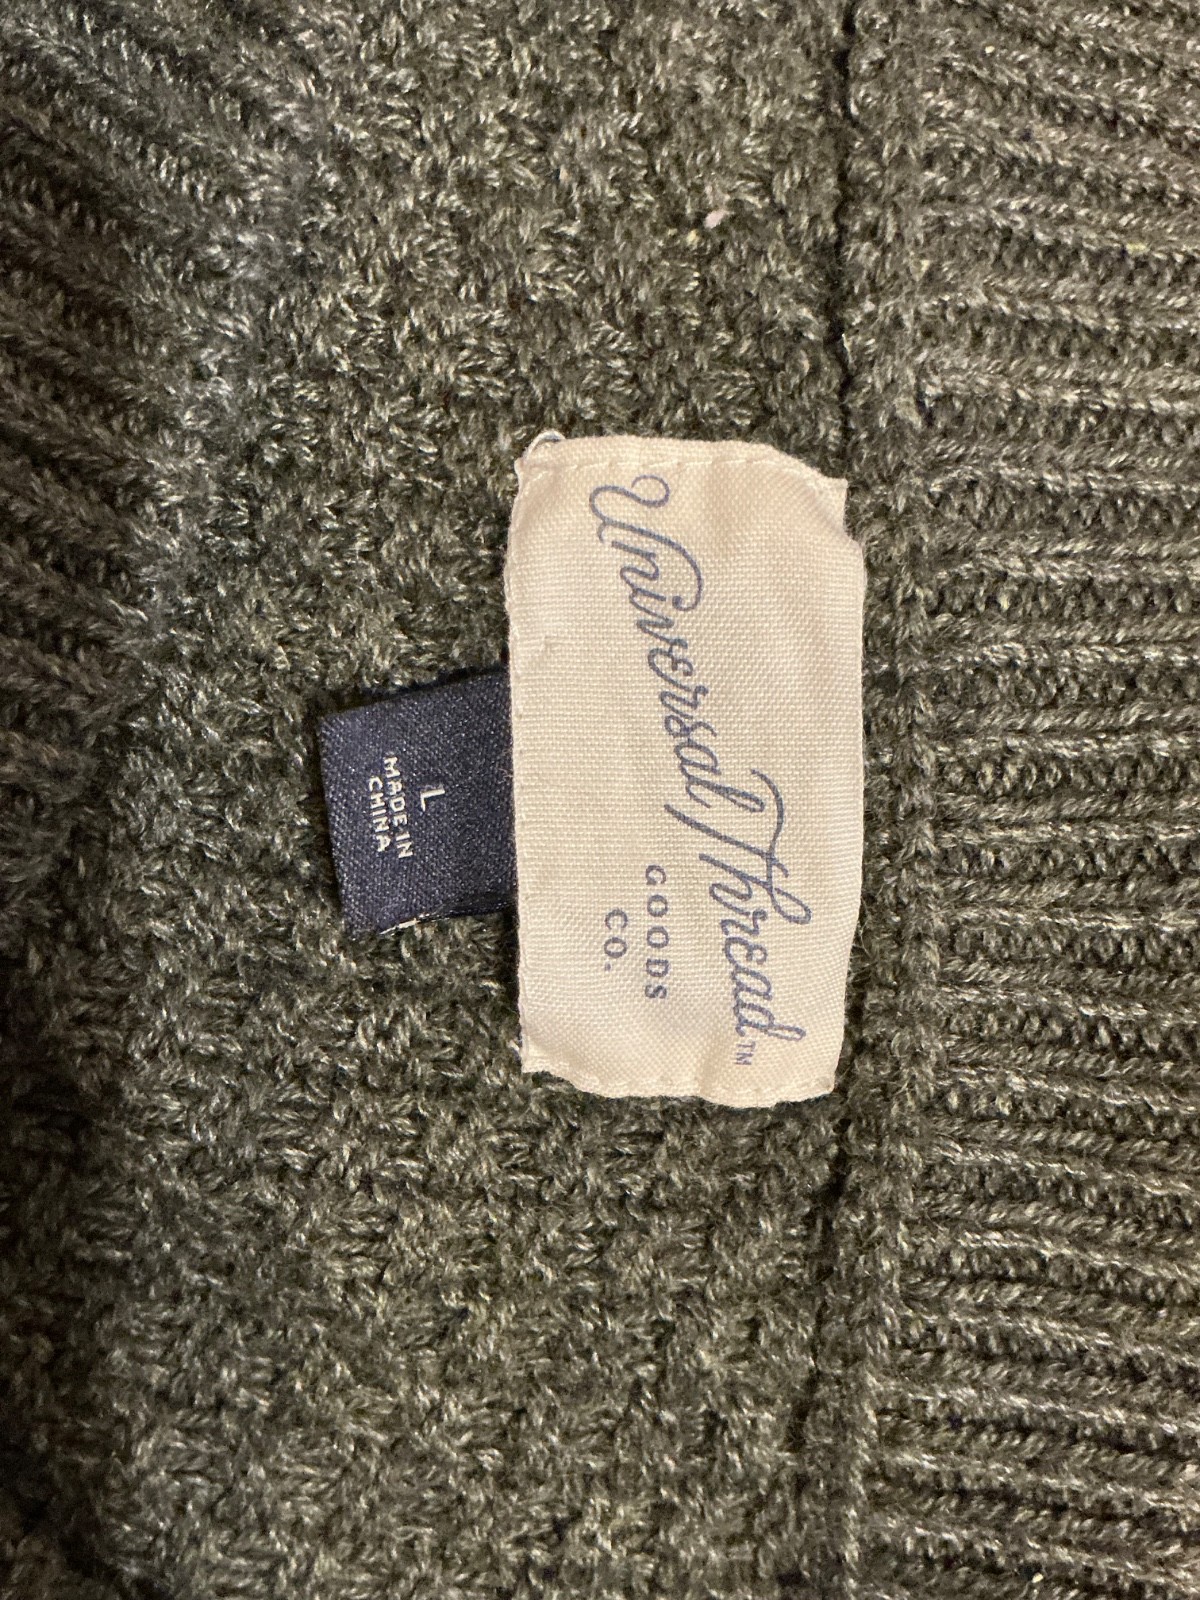 Universal Thread™
GOODS
CO.
L
MADE IN
CHINA